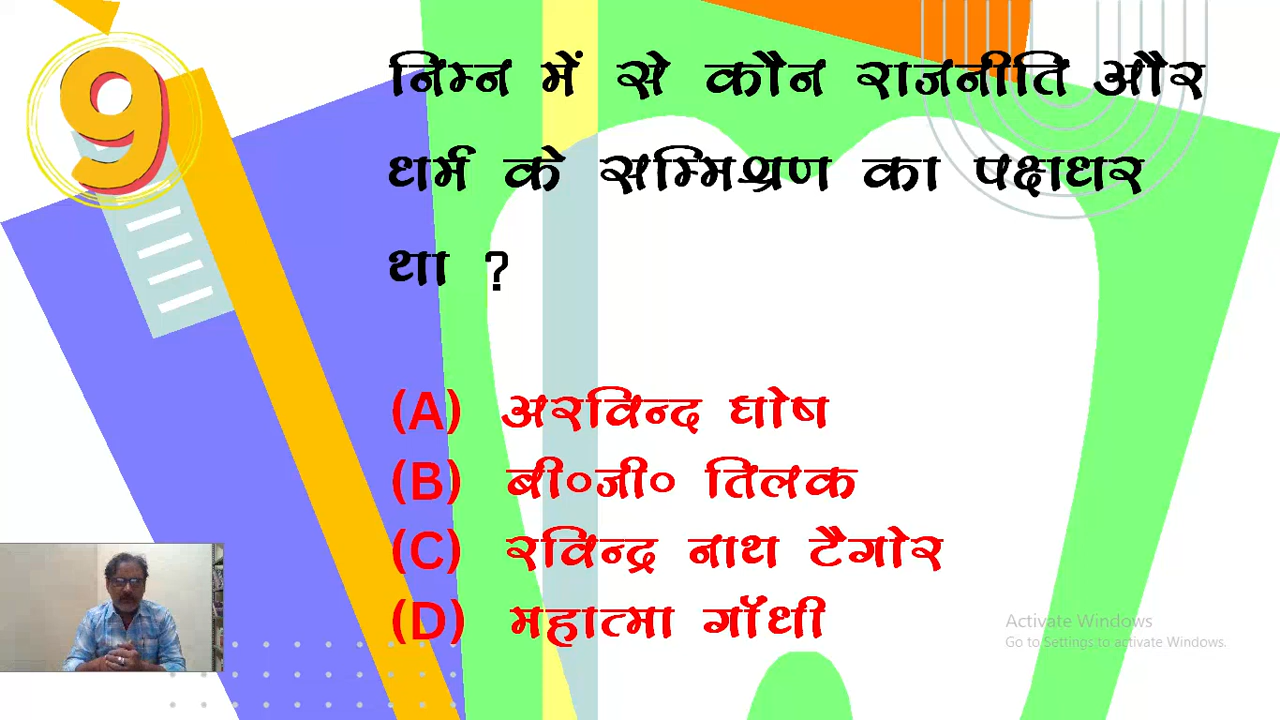 9
निम्न में से कौन राजनीति और
धर्म के सम्मिश्रण का पक्षधर
था ?
(A) अरविन्द घोष
(B) बी०जी० तिलक
(C) रविन्द्र नाथ टैगोर
(D) महात्मा गाँधी
Activate Windows
Go to Settings to activate Windows.